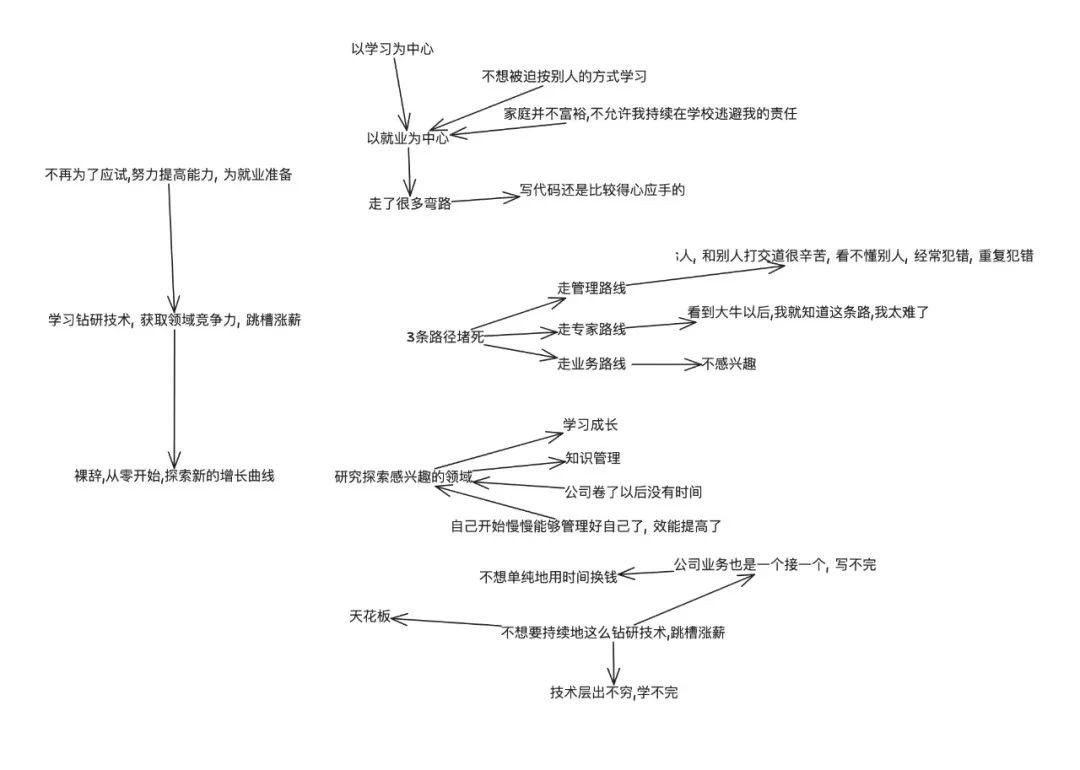 以学习为中心
不想被迫按别人的方式学习
家庭并不富裕,不允许我持续在学校逃避我的责任
以就业为中心
不再为了应试,努力提高能力, 为就业准备
走了很多弯路
写代码还是比较得心应手的
人, 和别人打交道很辛苦, 看不懂别人, 经常犯错, 重复犯错
走管理路线
学习钻研技术, 获取领域竞争力, 跳槽涨薪
看到大牛以后,我就知道这条路,我太难了
3条路径堵死
走专家路线
走业务路线
不感兴趣
学习成长
知识管理
裸辞,从零开始,探索新的增长曲线
研究探索感兴趣的领域
公司卷了以后没有时间
自己开始慢慢能够管理好自己了, 效能提高了
公司业务也是一个接一个, 写不完
不想单纯地用时间换钱
天花板
不想要持续地这么钻研技术,跳槽涨薪
技术层出不穷,学不完